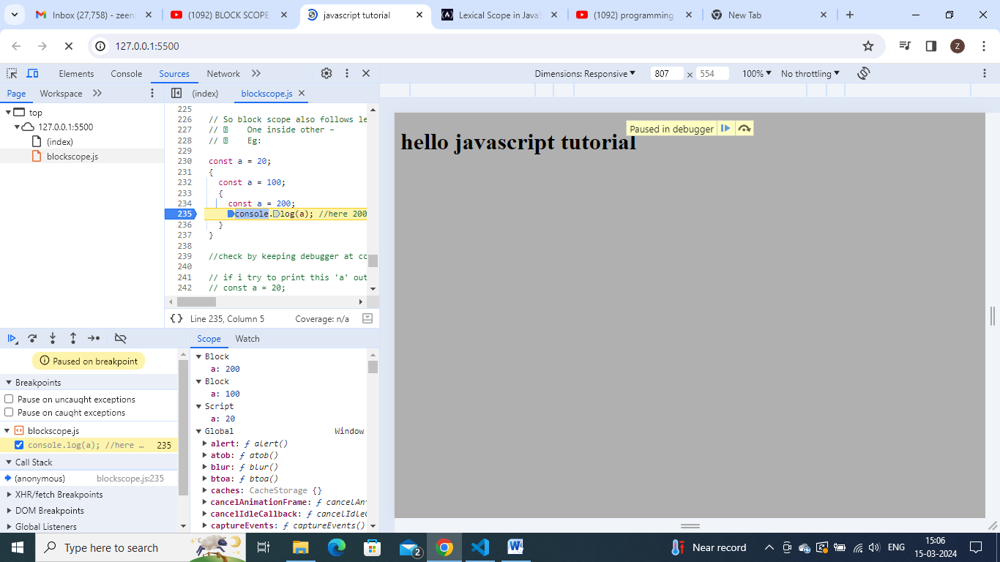 Inbox (27,758) - zeen
(1092) BLOCK SCOPE
javascript tutorial
Lexical Scope in JavaS
(1092) programming
New Tab
127.0.0.1:5500
Z
Elements Console Sources Network
Dimensions: Responsive 807 × 554 100% No throttling
Page Workspace
(index) blockscope.js
top
127.0.0.1:5500
(index)
blockscope.js
225
226 // So block scope also follows le
227 // One inside other –
228 // Eg:
229
230 const a = 20;
231 {
232 const a = 100;
233 {
234 const a = 200;
235 console.log(a); //here 200
236 }
237 }
238
239 //check by keeping debugger at co
240
241 // if i try to print this 'a' out
242 // const a = 20;
{} Line 235, Column 5 Coverage: n/a
Paused in debugger
hello javascript tutorial
Paused on breakpoint
Breakpoints
Pause on uncaught exceptions
Pause on caught exceptions
blockscope.js
console.log(a); //here … 235
Call Stack
(anonymous) blockscope.js:235
XHR/fetch Breakpoints
DOM Breakpoints
Global Listeners
Scope Watch
Block
a: 200
Block
a: 100
Script
a: 20
Global Window
alert: ƒ alert()
atob: ƒ atob()
blur: ƒ blur()
btoa: ƒ btoa()
caches: CacheStorage {}
cancelAnimationFrame: ƒ cancelAn
cancelIdleCallback: ƒ cancelIdle
captureEvents: ƒ captureEvents()
Type here to search
2
W
Near record
ENG
15:06
15-03-2024